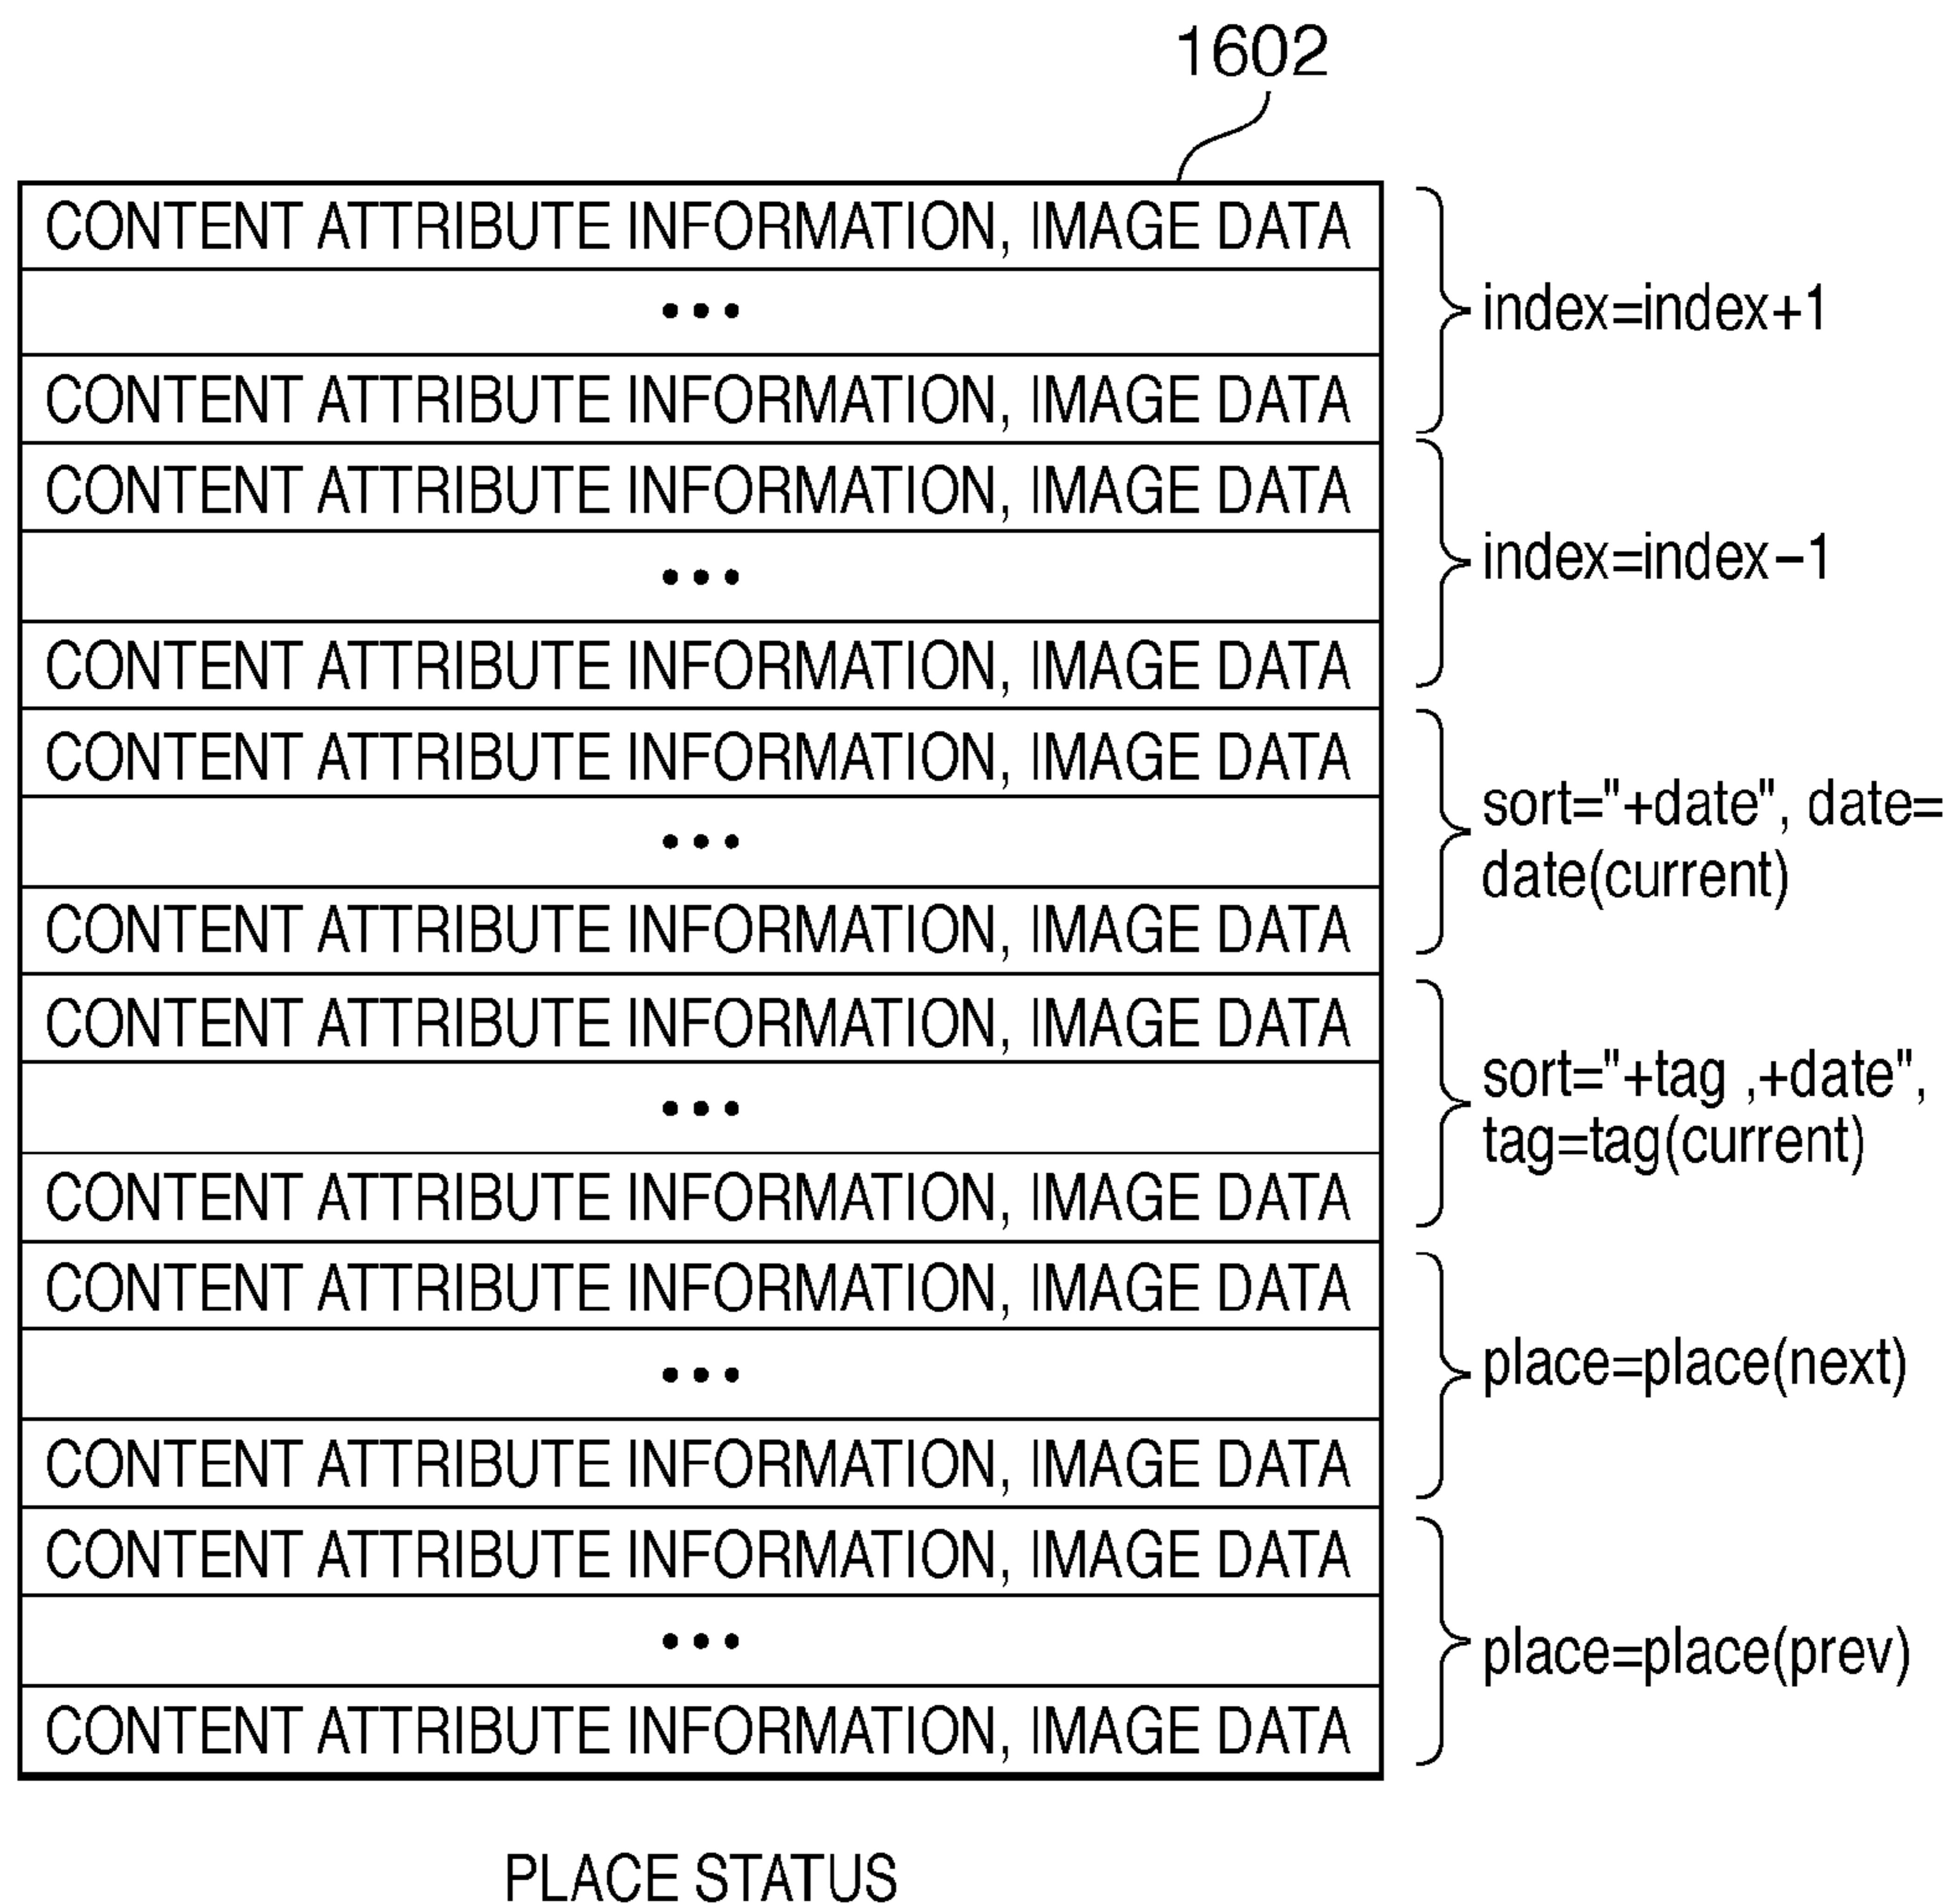 1602
CONTENT ATTRIBUTE INFORMATION, IMAGE DATA
...
CONTENT ATTRIBUTE INFORMATION, IMAGE DATA
index=index+1
CONTENT ATTRIBUTE INFORMATION, IMAGE DATA
...
CONTENT ATTRIBUTE INFORMATION, IMAGE DATA
index=index−1
CONTENT ATTRIBUTE INFORMATION, IMAGE DATA
...
CONTENT ATTRIBUTE INFORMATION, IMAGE DATA
sort="+date", date=
date(current)
CONTENT ATTRIBUTE INFORMATION, IMAGE DATA
...
CONTENT ATTRIBUTE INFORMATION, IMAGE DATA
sort="+tag ,+date",
tag=tag(current)
CONTENT ATTRIBUTE INFORMATION, IMAGE DATA
...
CONTENT ATTRIBUTE INFORMATION, IMAGE DATA
place=place(next)
CONTENT ATTRIBUTE INFORMATION, IMAGE DATA
...
CONTENT ATTRIBUTE INFORMATION, IMAGE DATA
place=place(prev)
PLACE STATUS